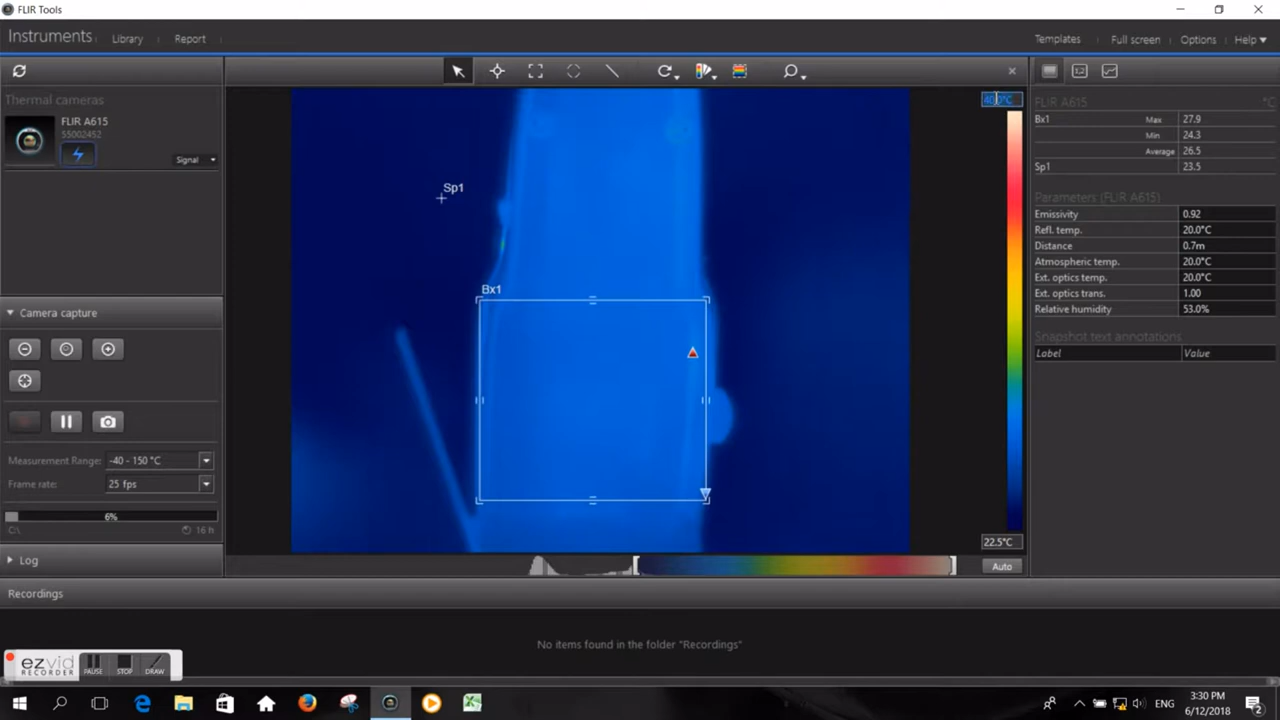 FLIR Tools
Instruments Library Report
Templates Full screen Options Help
Thermal cameras
FLIR A615
55002452
Signal
Camera capture
Measurement Range: -40 - 150 °C
Frame rate: 25 fps
6%
C:\ 16 h
Log
Sp1
Bx1
40.0°C
22.5°C
Auto
FLIR A615 °C
Bx1 Max 27.9
Min 24.3
Average 26.5
Sp1 23.5
Parameters (FLIR A615)
Emissivity 0.92
Refl. temp. 20.0°C
Distance 0.7m
Atmospheric temp. 20.0°C
Ext. optics temp. 20.0°C
Ext. optics trans. 1.00
Relative humidity 53.0%
Snapshot text annotations
Label Value
Recordings
No items found in the folder "Recordings"
ezvid
RECORDER
PAUSE STOP DRAW
ENG
3:30 PM
6/12/2018
2